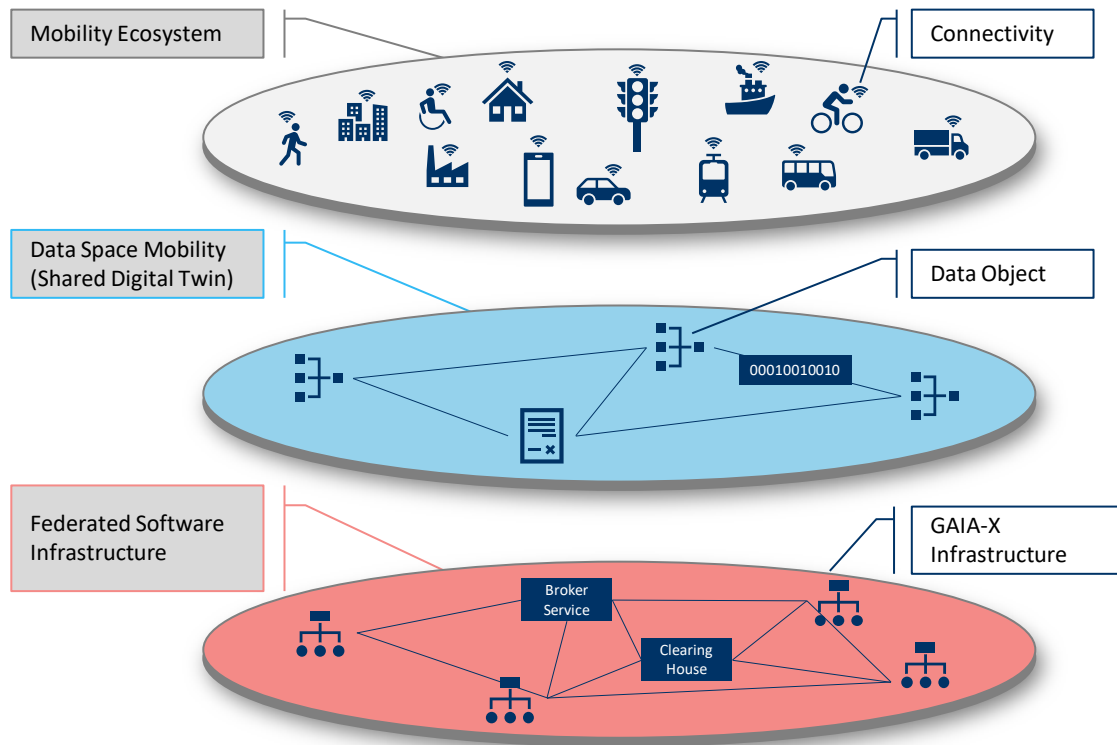 Mobility Ecosystem
Connectivity
Data Space Mobility
(Shared Digital Twin)
Data Object
00010010010
Federated Software
Infrastructure
GAIA-X
Infrastructure
Broker
Service
Clearing
House